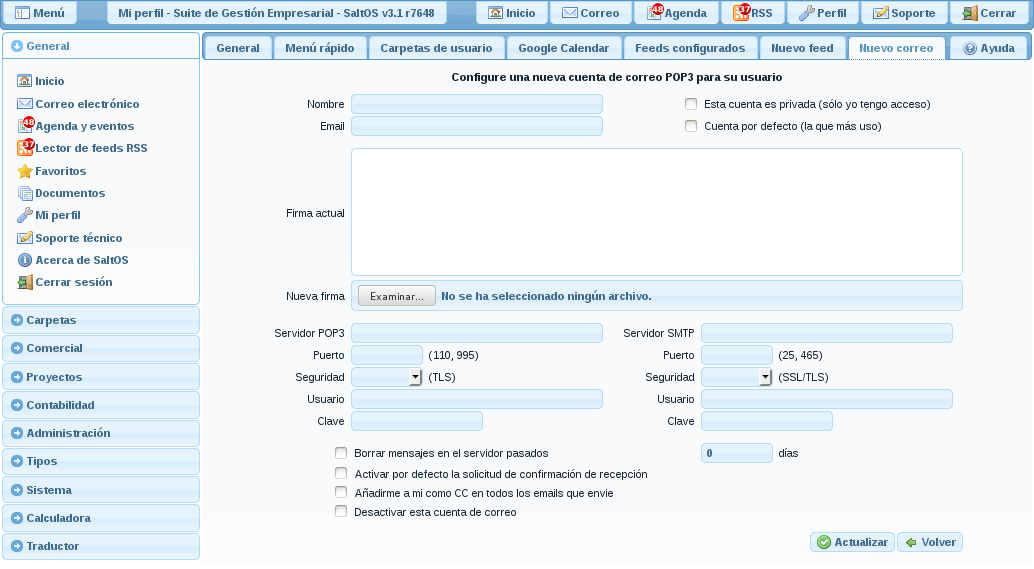 Menú
Mi perfil - Suite de Gestión Empresarial - SaltOS v3.1 r7648
Inicio
Correo
48
Agenda
37
RSS
Perfil
Soporte
Cerrar
General
Inicio
Correo electrónico
48
Agenda y eventos
37
Lector de feeds RSS
Favoritos
Documentos
Mi perfil
Soporte técnico
Acerca de SaltOS
Cerrar sesión
Carpetas
Comercial
Proyectos
Contabilidad
Administración
Tipos
Sistema
Calculadora
Traductor
General
Menú rápido
Carpetas de usuario
Google Calendar
Feeds configurados
Nuevo feed
Nuevo correo
Ayuda
Configure una nueva cuenta de correo POP3 para su usuario
Nombre
Esta cuenta es privada (sólo yo tengo acceso)
Email
Cuenta por defecto (la que más uso)
Firma actual
Nueva firma
Examinar...
No se ha seleccionado ningún archivo.
Servidor POP3
Servidor SMTP
Puerto
(110, 995)
Puerto
(25, 465)
Seguridad
(TLS)
Seguridad
(SSL/TLS)
Usuario
Usuario
Clave
Clave
Borrar mensajes en el servidor pasados
0
días
Activar por defecto la solicitud de confirmación de recepción
Añadirme a mi como CC en todos los emails que envie
Desactivar esta cuenta de correo
Actualizar
Volver